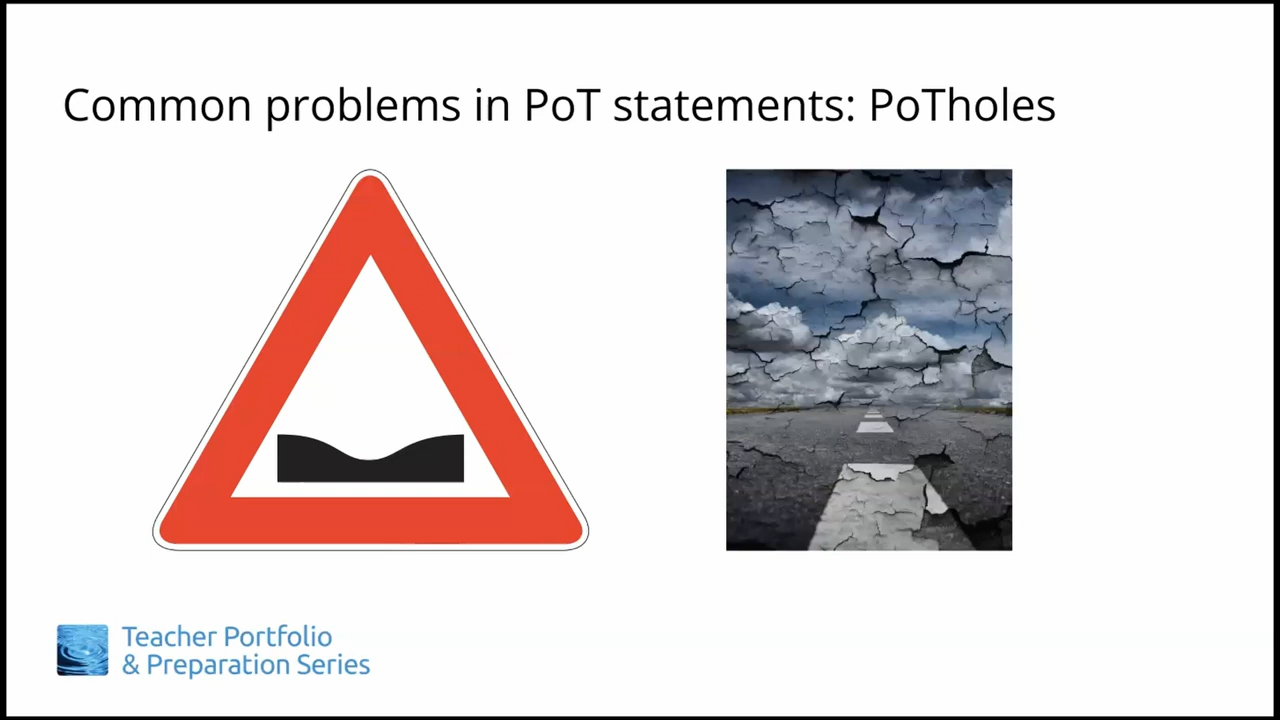 Common problems in PoT statements: PoTholes
Teacher Portfolio
& Preparation Series